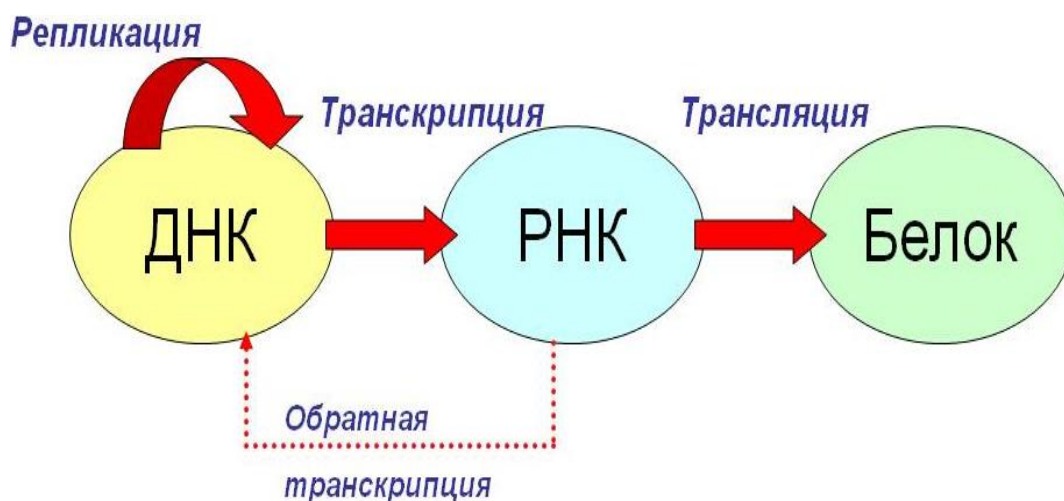 Репликация
Транскрипция
Трансляция
ДНК
РНК
Белок
Обратная
транскрипция